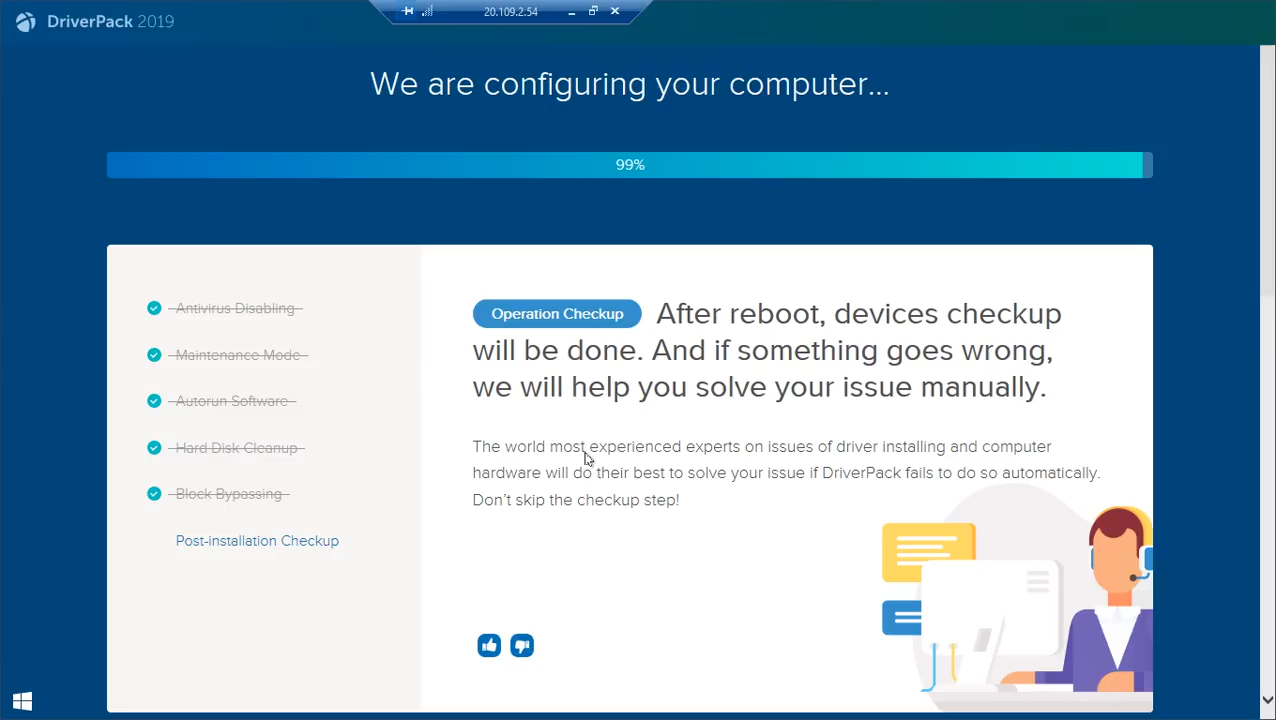 DriverPack 2019
20.109.2.54
We are configuring your computer...
99%
Antivirus Disabling
Maintenance Mode
Autorun Software
Hard Disk Cleanup
Block Bypassing
Post-installation Checkup
Operation Checkup After reboot, devices checkup
will be done. And if something goes wrong,
we will help you solve your issue manually.
The world most experienced experts on issues of driver installing and computer
hardware will do their best to solve your issue if DriverPack fails to do so automatically.
Don't skip the checkup step!